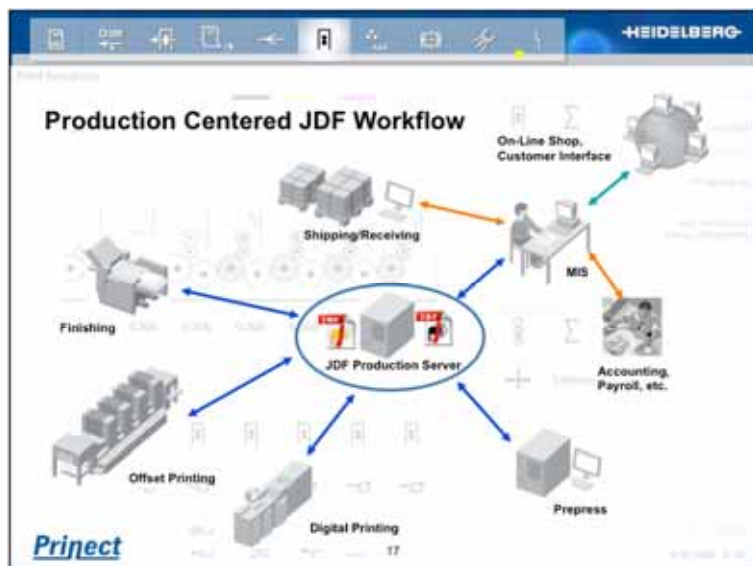 HEIDELBERG
Production Centered JDF Workflow
On-Line Shop,
Customer Interface
Shipping/Receiving
MIS
Finishing
JDF Production Server
Accounting,
Payroll, etc.
Offset Printing
Prepress
Digital Printing
Prinect
17